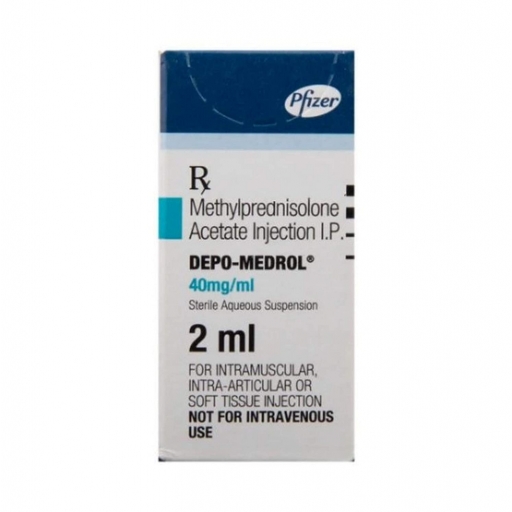 Pfizer
Rx
Methylprednisolone
Acetate Injection I.P.
DEPO-MEDROL®
40mg/ml
Sterile Aqueous Suspension
2 ml
FOR INTRAMUSCULAR,
INTRA-ARTICULAR OR
SOFT TISSUE INJECTION
NOT FOR INTRAVENOUS
USE